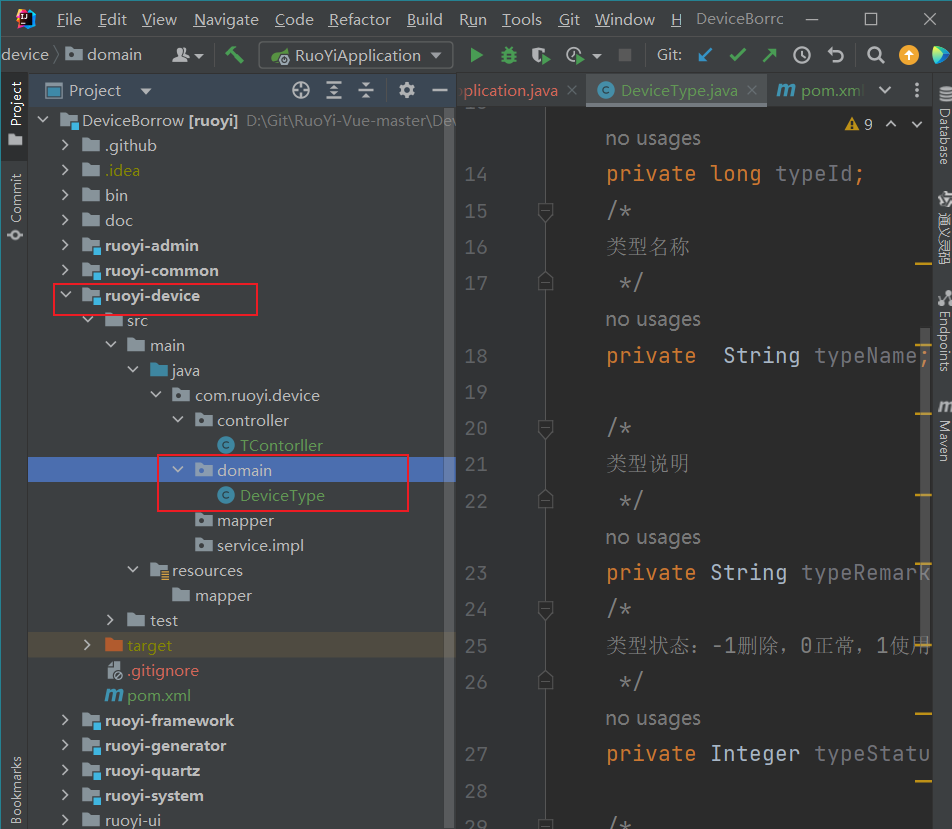 File Edit View Navigate Code Refactor Build Run Tools Git Window H DeviceBorrc
device domain RuoYiApplication Git:
Project
plication.java DeviceType.java pom.xml
Project
Commit
Bookmarks
DeviceBorrow [ruoyi] D:\Git\RuoYi-Vue-master\Dev
.github
.idea
bin
doc
ruoyi-admin
ruoyi-common
ruoyi-device
src
main
java
com.ruoyi.device
controller
TContorller
domain
DeviceType
mapper
service.impl
resources
mapper
test
target
.gitignore
pom.xml
ruoyi-framework
ruoyi-generator
ruoyi-quartz
ruoyi-system
ruoyi-ui
9
no usages
14 private long typeId;
15 /*
16 类型名称
17 */
no usages
18 private  String typeName;
19
20 /*
21 类型说明
22 */
no usages
23 private String typeRemark
24 /*
25 类型状态：-1删除，0正常，1使用
26 */
no usages
27 private Integer typeStatu
28
29 /*
Database
通义灵码
Endpoints
Maven